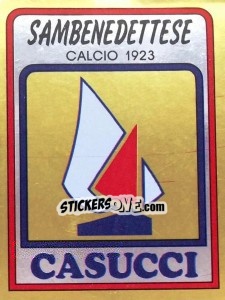 SAMBENEDETTESE
CALCIO 1923
STICKERSONE.com
CASUCCI